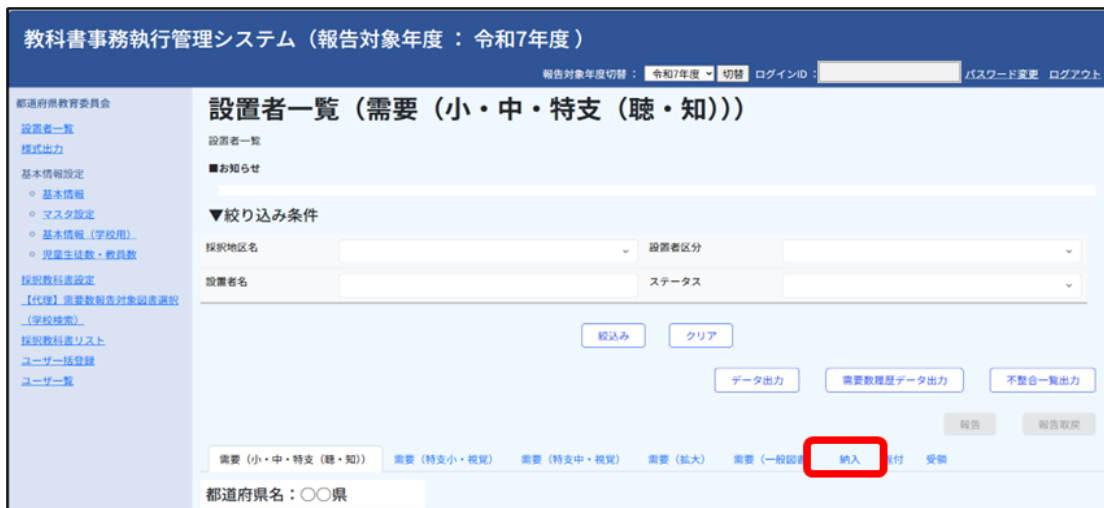 教科書事務執行管理システム（報告対象年度 ： 令和7年度 ）
報告対象年度切替 ： 令和7年度 切替 ログインID ： パスワード変更 ログアウト
都道府県教育委員会
設置者一覧
様式出力
基本情報設定
基本情報
マスタ設定
基本情報（学校用）
児童生徒数・教員数
採択教科書設定
【代理】需要数報告対象図書選択
（学校検索）
採択教科書リスト
ユーザ一括登録
ユーザ一覧
設置者一覧（需要（小・中・特支（聴・知）））
設置者一覧
■お知らせ
▼絞り込み条件
採択地区名 設置者区分
設置者名 ステータス
絞込み クリア
データ出力 需要数履歴データ出力 不整合一覧出力
報告 報告取戻
需要（小・中・特支（聴・知）） 需要（特支小・視覚） 需要（特支中・視覚） 需要（拡大） 需要（一般図書 納入 付 受領
都道府県名：〇〇県